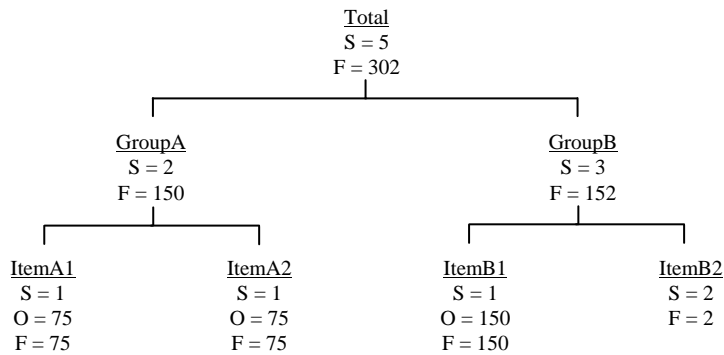 Total
S = 5
F = 302
GroupA
S = 2
F = 150
GroupB
S = 3
F = 152
ItemA1
S = 1
O = 75
F = 75
ItemA2
S = 1
O = 75
F = 75
ItemB1
S = 1
O = 150
F = 150
ItemB2
S = 2
F = 2